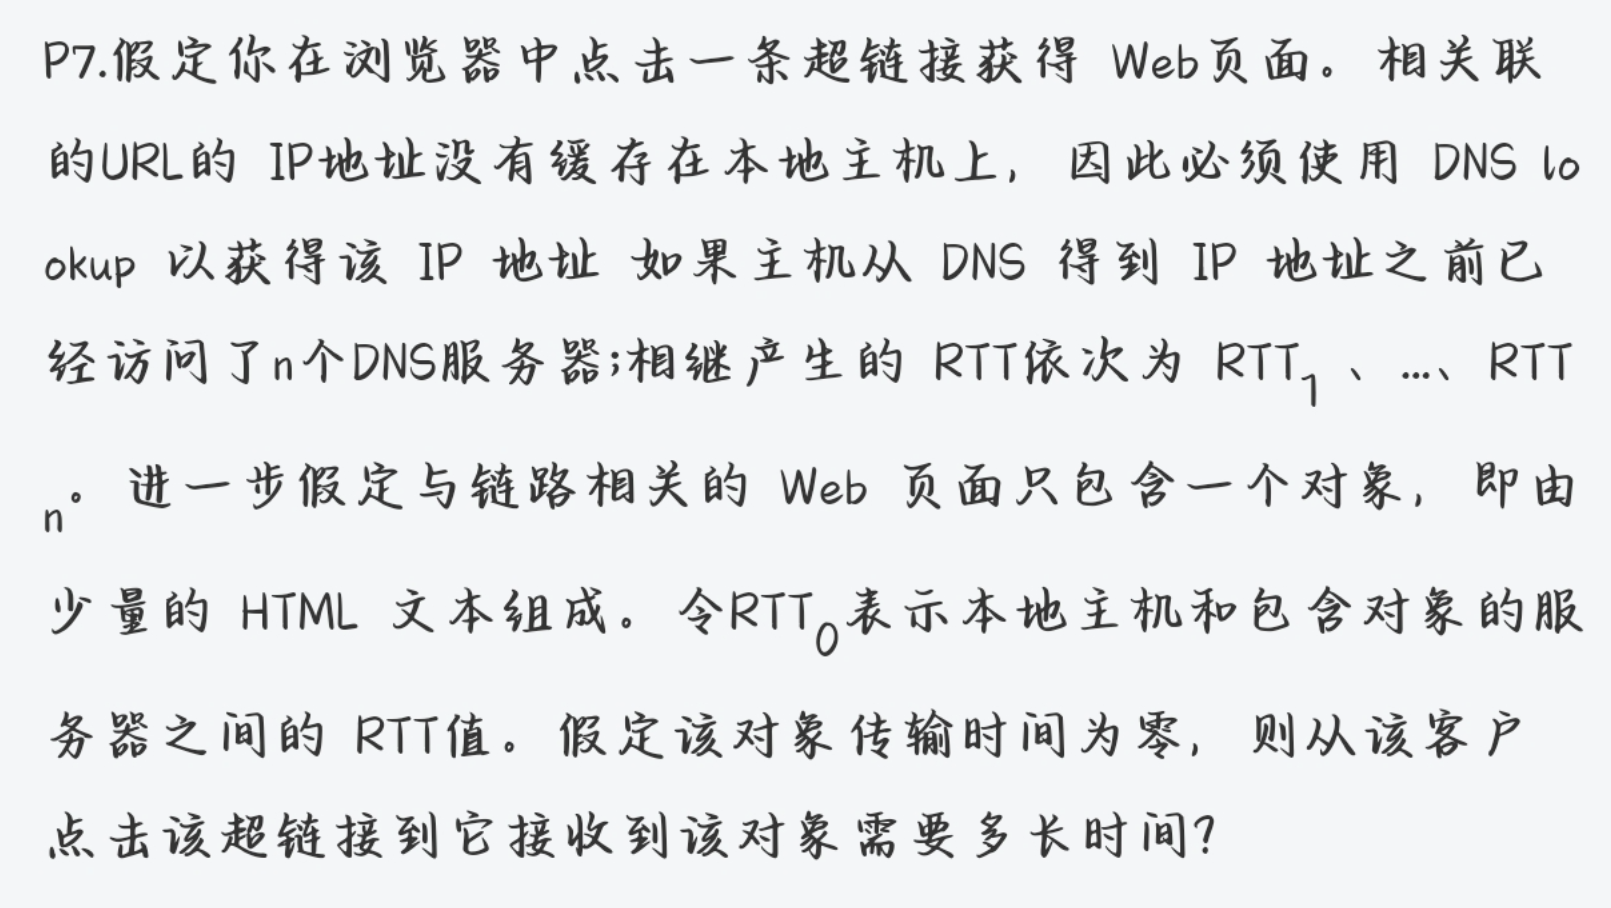 P7.假定你在浏览器中点击一条超链接获得 Web页面。相关联
的URL的 IP地址没有缓存在本地主机上，因此必须使用 DNS lo
okup 以获得该 IP 地址 如果主机从 DNS 得到 IP 地址之前已
经访问了n个DNS服务器;相继产生的 RTT依次为 RTT1 、...、RTT
n。进一步假定与链路相关的 Web 页面只包含一个对象，即由
少量的 HTML 文本组成。令RTT0表示本地主机和包含对象的服
务器之间的 RTT值。假定该对象传输时间为零，则从该客户
点击该超链接到它接收到该对象需要多长时间?